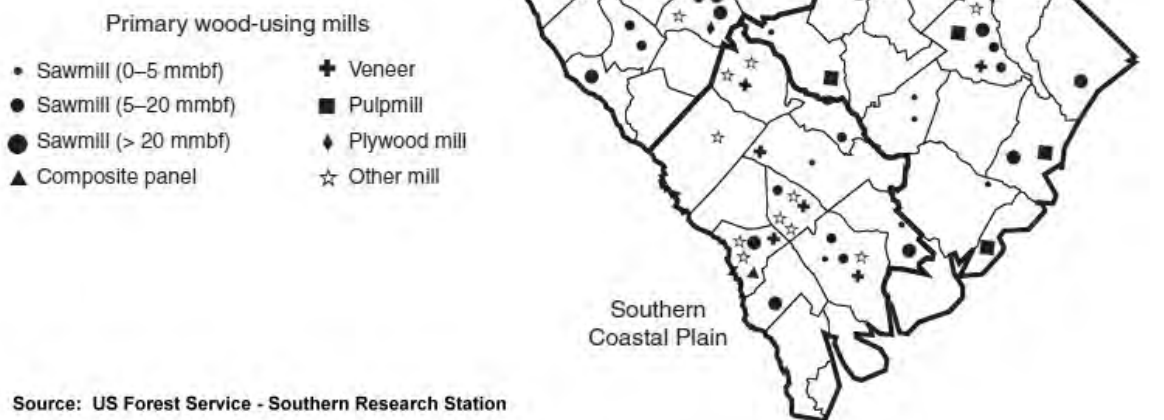 Primary wood-using mills
Sawmill (0–5 mmbf)
Sawmill (5–20 mmbf)
Sawmill (> 20 mmbf)
Composite panel
Veneer
Pulpmill
Plywood mill
Other mill
Southern
Coastal Plain
Source: US Forest Service - Southern Research Station